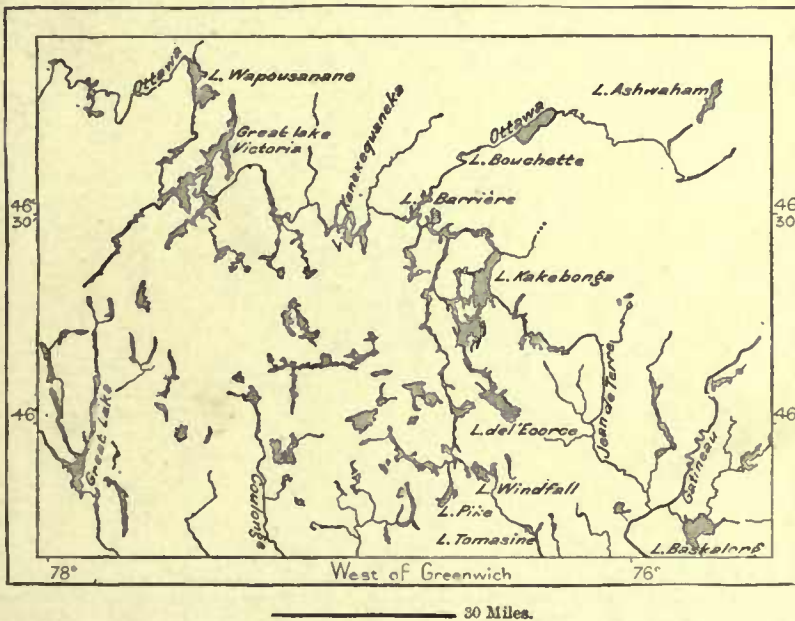 Ottawa
L. Wapousanane
L. Ashwaham
Great lake
Victoria
Ottawa
L. Bouchette
L. Kenexequaneka
L. Barrière
46°
30'
46
30'
L. Kakebonga
46°
46
Great Lake
Coulonge
L. de l'Ecorce
Jean de Terre
Gatineau
L. Windfall
L. Pike
L. Tomasine
L. Baskatong
78°
West of Greenwich
76°
30 Miles.